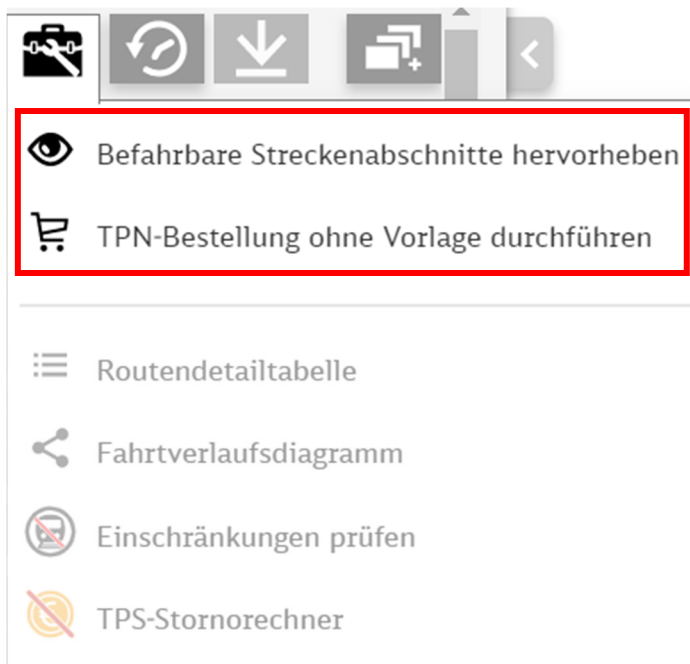 Befahrbare Streckenabschnitte hervorheben
TPN-Bestellung ohne Vorlage durchführen
Routendetailtabelle
Fahrtverlaufsdiagramm
Einschränkungen prüfen
TPS-Stornorechner